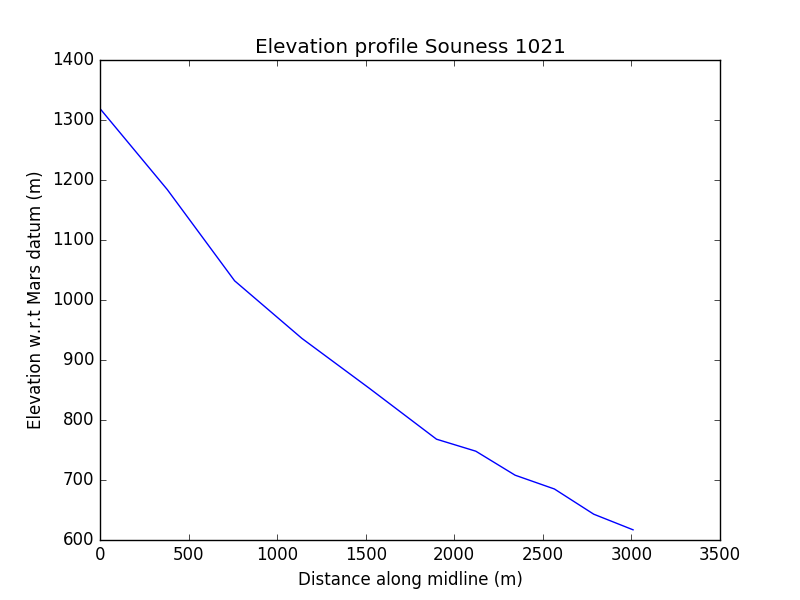 Elevation profile Souness 1021
1400
1300
1200
1100
1000
900
800
700
600
Elevation w.r.t Mars datum (m)
0 500 1000 1500 2000 2500 3000 3500
Distance along midline (m)